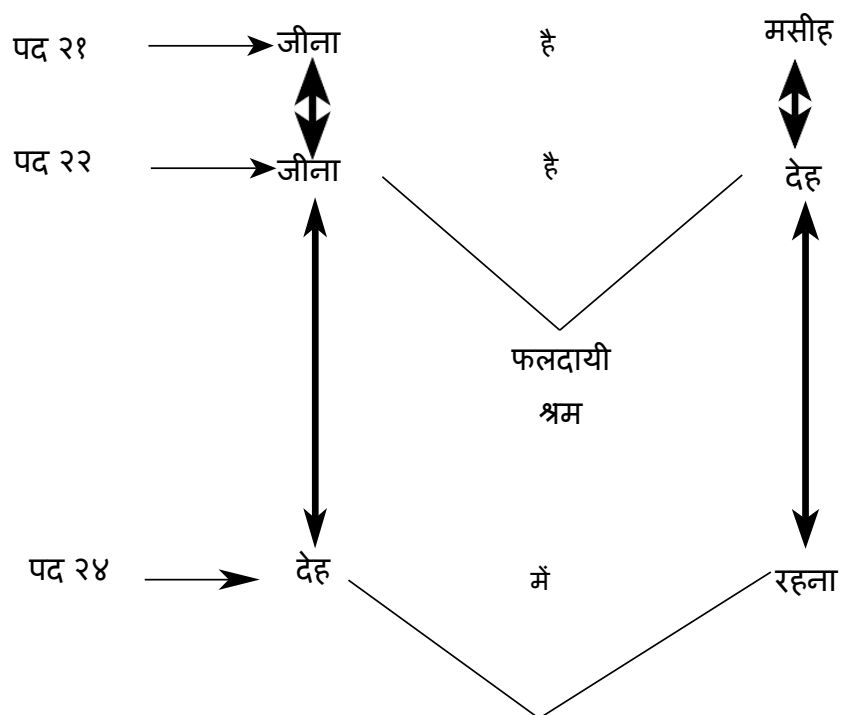 पद २१ जीना है मसीह
पद २२ जीना है देह
फलदायी
श्रम
पद २४ देह में रहना